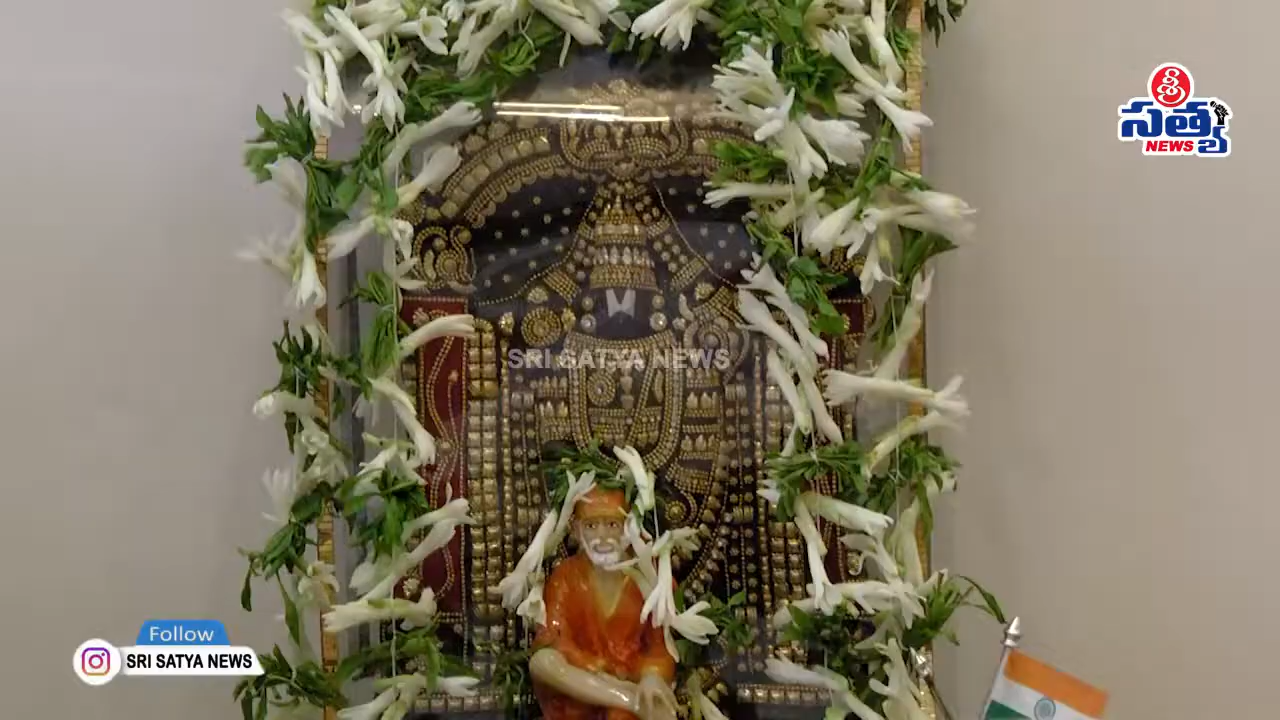 శ్రీ
సత్య
NEWS
SRI SATYA NEWS
Follow
SRI SATYA NEWS